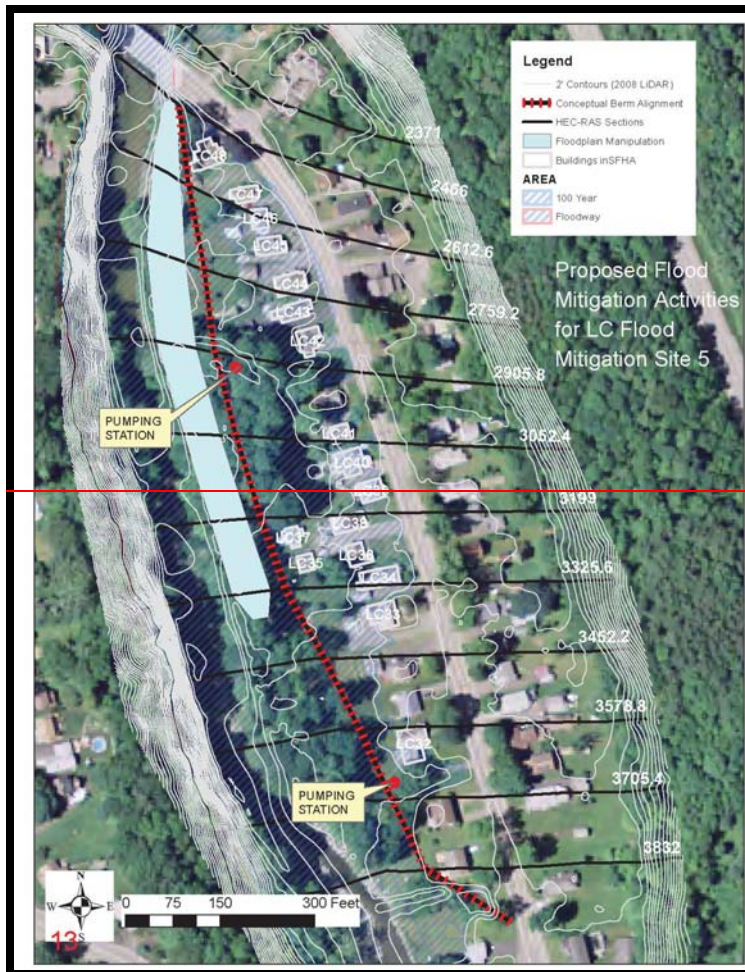 Legend
2' Contours (2008 LiDAR)
Conceptual Berm Alignment
HEC-RAS Sections
Floodplain Manipulation
Buildings inSFHA
AREA
100 Year
Floodway
Proposed Flood
Mitigation Activities
for LC Flood
Mitigation Site 5
2371
2466
2612.6
2759.2
2905.8
3052.4
3199
3325.6
3452.2
3578.8
3705.4
3832
LC48
LC46
LC45
LC44
LC43
LC42
PUMPING
STATION
LC41
LC40
LC37
LC35
LC34
LC33
LC32
PUMPING
STATION
N
W E
S
0 75 150 300 Feet
13